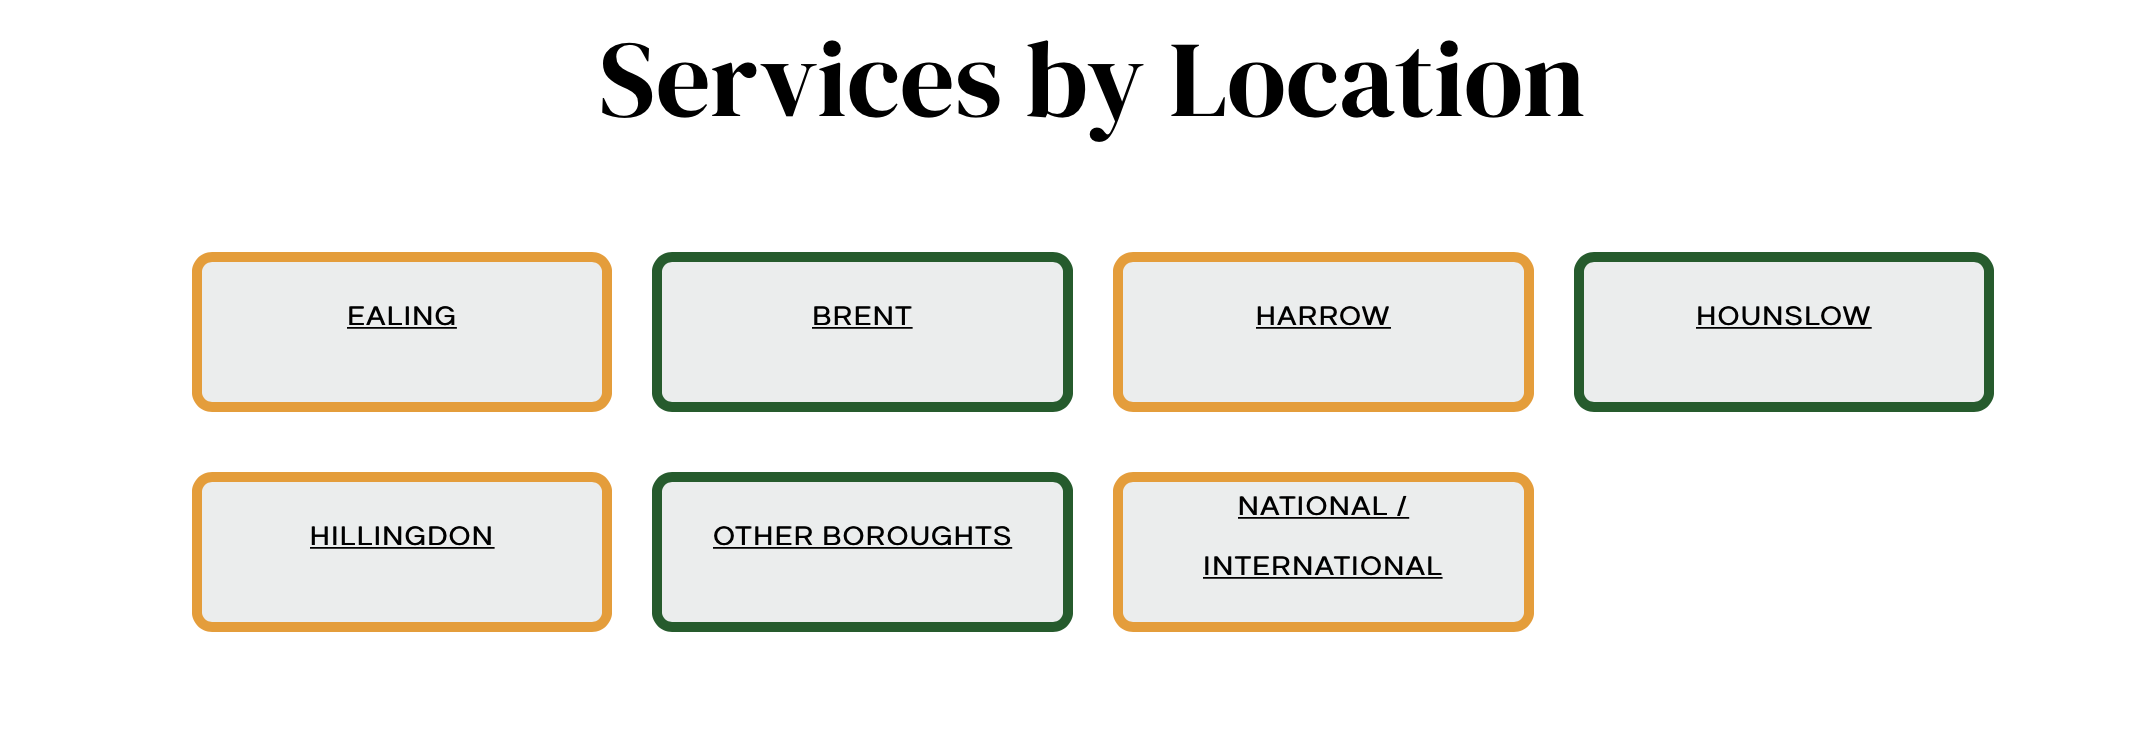 Services by Location
EALING
BRENT
HARROW
HOUNSLOW
HILLINGDON
OTHER BOROUGHTS
NATIONAL /
INTERNATIONAL